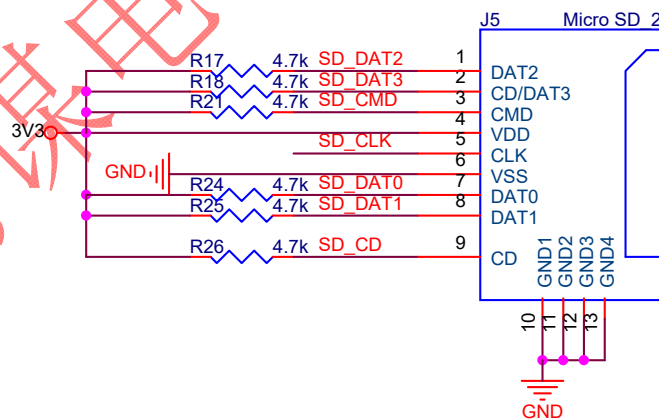 J5 Micro SD_2
R17 4.7k SD_DAT2 1 DAT2
R18 4.7k SD_DAT3 2 CD/DAT3
R21 4.7k SD_CMD 3 CMD
3V3 4 VDD
SD_CLK 5 CLK
GND 6 VSS
R24 4.7k SD_DAT0 7 DAT0
R25 4.7k SD_DAT1 8 DAT1
R26 4.7k SD_CD 9 CD
GND1 GND2 GND3 GND4
10 11 12 13
GND